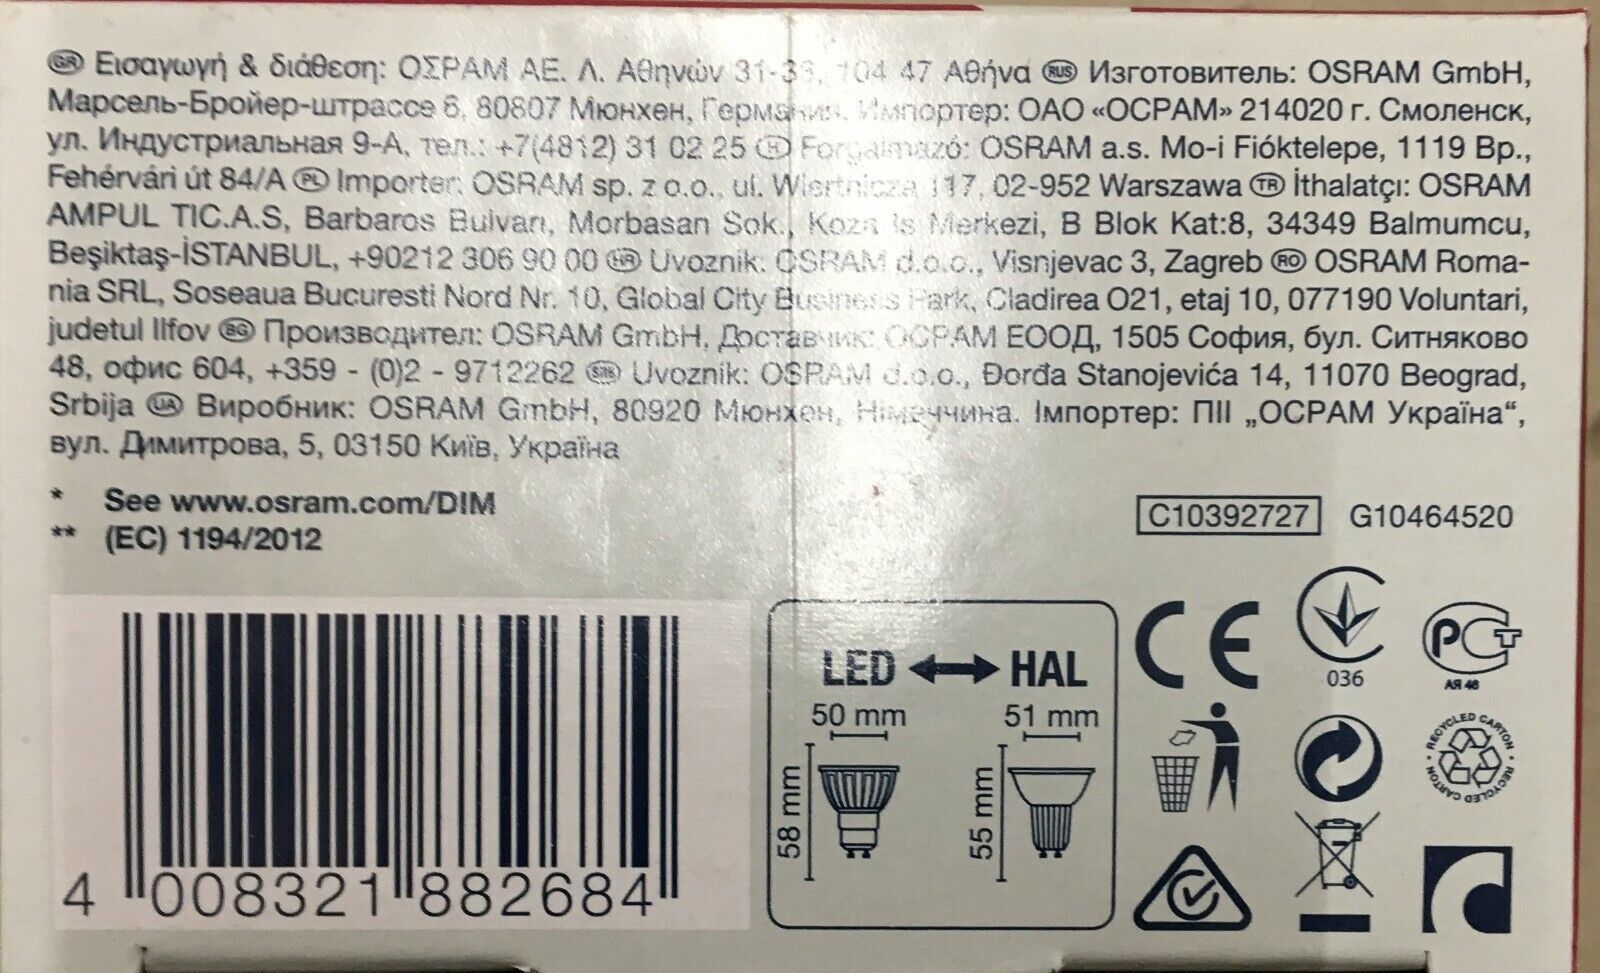 GR Εισαγωγή & διάθεση: ΟΣΡΑΜ ΑΕ. Λ. Αθηνών 31-33, 104 47 Αθήνα RUS Изготовитель: OSRAM GmbH,
Марсель-Бройер-штрассе 6, 80807 Мюнхен, Германия. Импортер: ОАО «ОСРАМ» 214020 г. Смоленск,
ул. Индустриальная 9-А, тел.: +7(4812) 31 02 25 H Forgalmazó: OSRAM a.s. Mo-i Fióktelepe, 1119 Bp.,
Fehérvári út 84/A PL Importer: OSRAM sp. z o.o., ul. Wiertnicza 117, 02-952 Warszawa TR İthalatçı: OSRAM
AMPUL TIC.A.S, Barbaros Bulvarı, Morbasan Sok., Koza Is Merkezi, B Blok Kat:8, 34349 Balmumcu,
Beşiktaş-İSTANBUL, +90212 306 90 00 HR Uvoznik: OSRAM d.o.o., Visnjevac 3, Zagreb RO OSRAM Roma-
nia SRL, Soseaua Bucuresti Nord Nr. 10, Global City Business Park, Cladirea O21, etaj 10, 077190 Voluntari,
judetul Ilfov BG Производител: OSRAM GmbH, Доставчик: ОСРАМ ЕООД, 1505 София, бул. Ситняково
48, офис 604, +359 - (0)2 - 9712262 SRB Uvoznik: OSRAM d.o.o., Đorđa Stanojevića 14, 11070 Beograd,
Srbija UA Виробник: OSRAM GmbH, 80920 Мюнхен, Німеччина. Імпортер: ПІІ „ОСРАМ Україна“,
вул. Димитрова, 5, 03150 Київ, Україна
* See www.osram.com/DIM
** (EC) 1194/2012
C10392727 G10464520
4 008321 882684
LED HAL
50 mm 51 mm
58 mm 55 mm
CE
036
РСТ
АЯ 46
RECYCLED CARTON • RECYCLED CARTON •